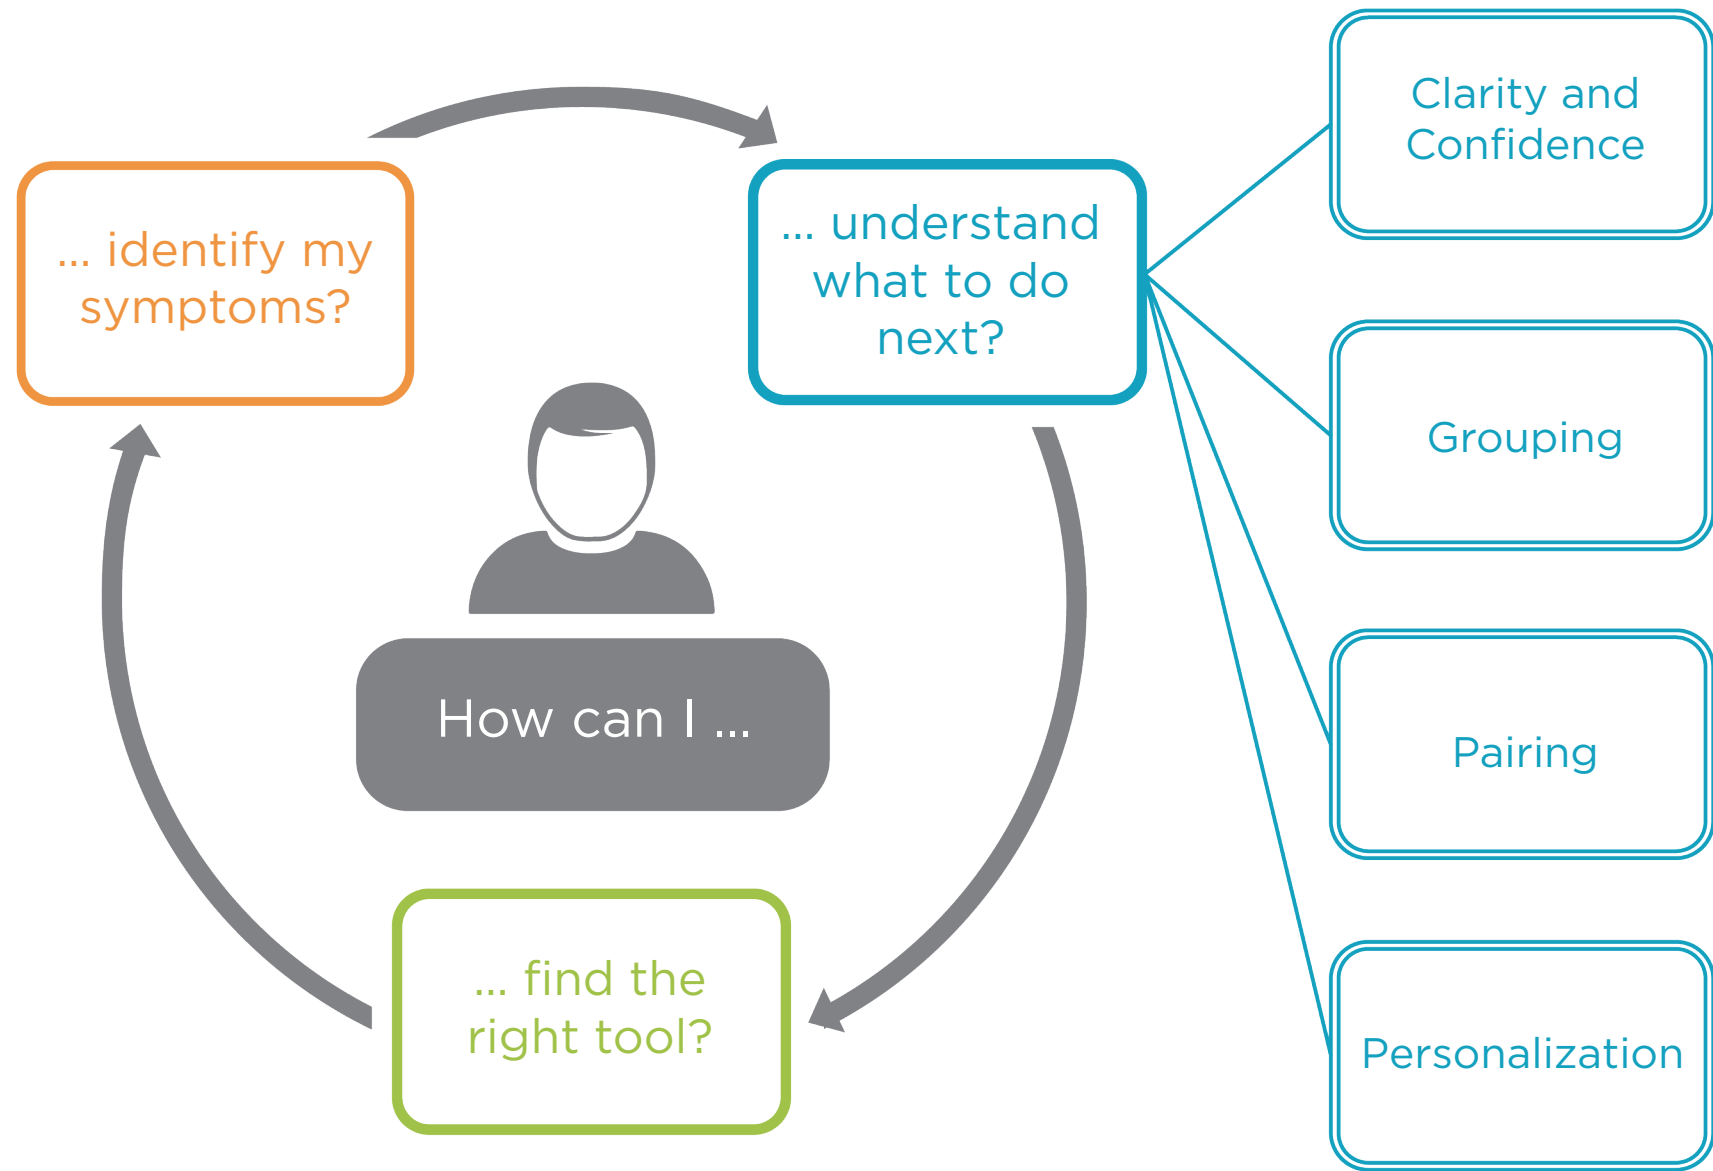 ... identify my
symptoms?
... understand
what to do
next?
How can I ...
... find the
right tool?
Clarity and
Confidence
Grouping
Pairing
Personalization